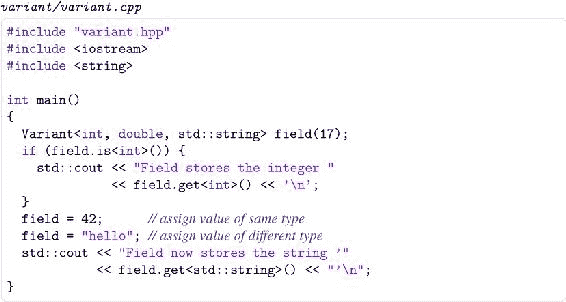 variant/variant.cpp
#include "variant.hpp"
#include <iostream>
#include <string>
int main()
{
Variant<int, double, std::string> field(17);
if (field.is<int>()) {
std::cout << "Field stores the integer "
<< field.get<int>() << '\n';
}
field = 42; // assign value of same type
field = "hello"; // assign value of different type
std::cout << "Field now stores the string '"
<< field.get<std::string>() << "'\n";
}